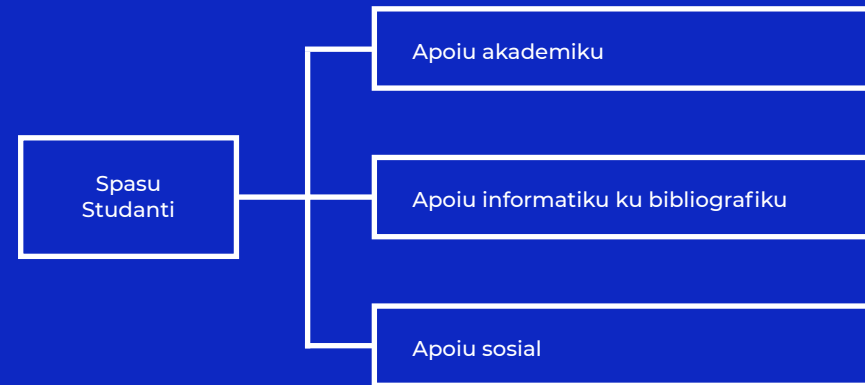 Apoiu akademiku
Spasu
Studanti
Apoiu informatiku ku bibliografiku
Apoiu sosial